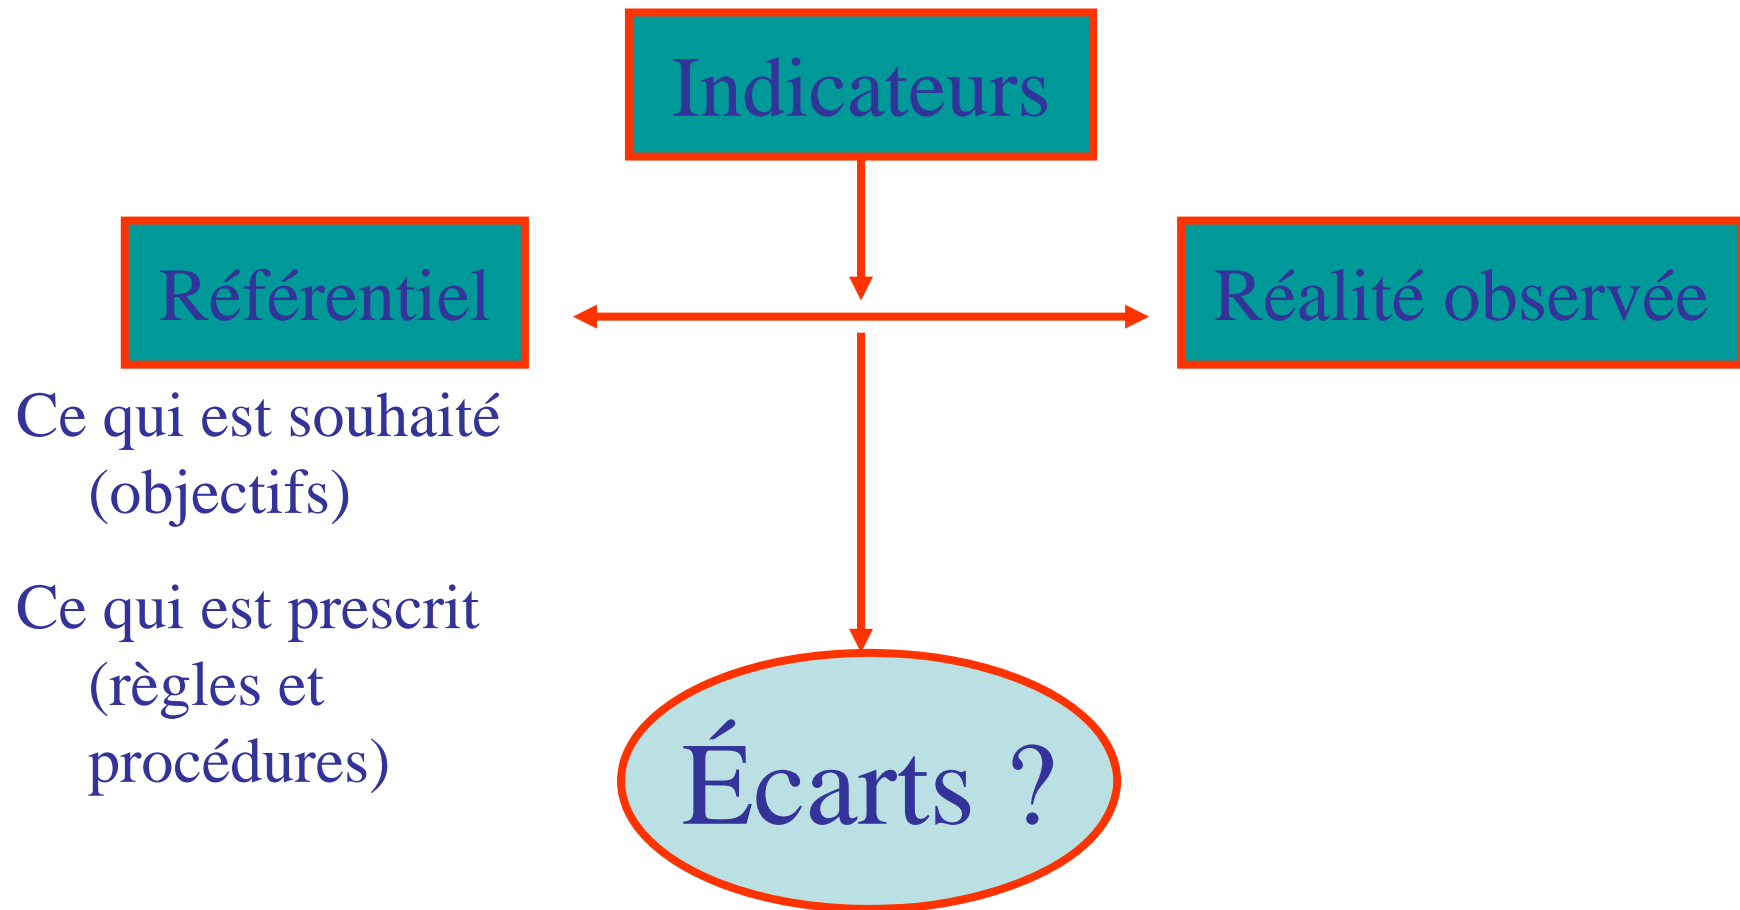 Indicateurs
Référentiel
Réalité observée
Ce qui est souhaité
(objectifs)
Ce qui est prescrit
(règles et
procédures)
Écarts ?